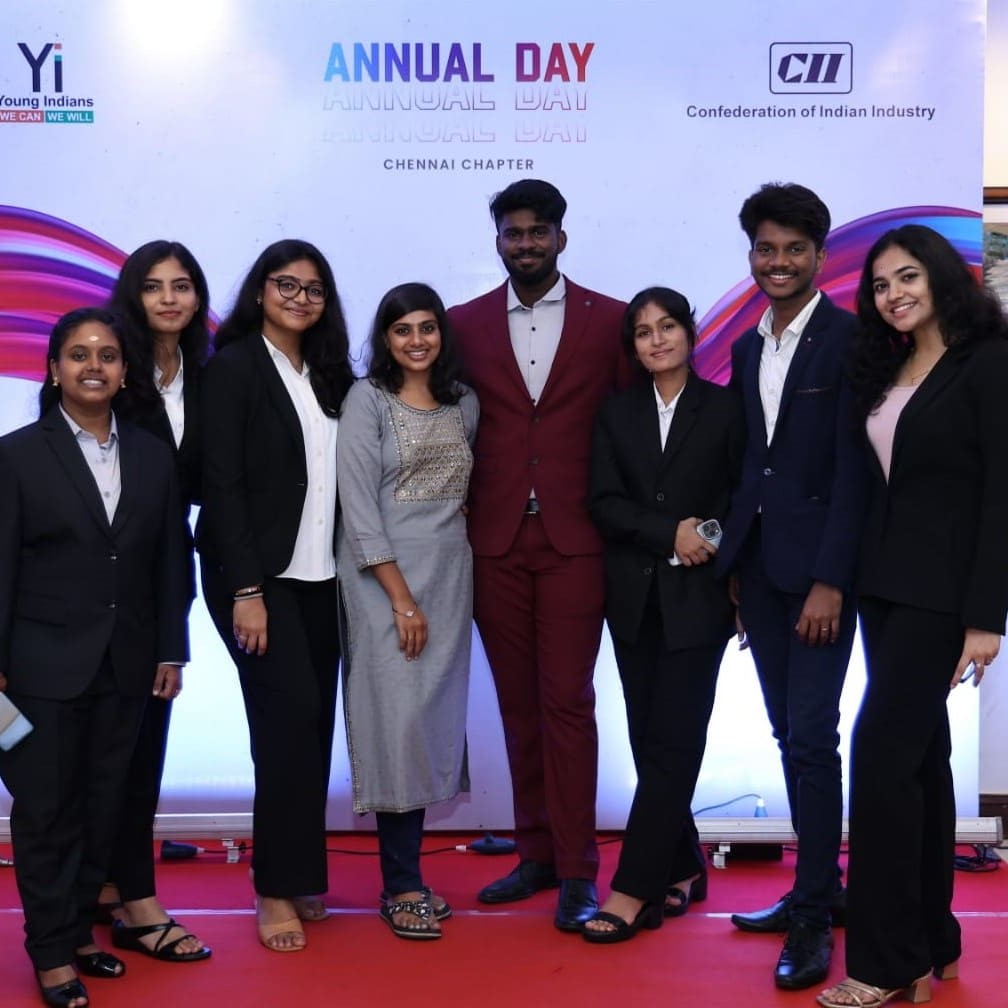 Yi
Young Indians
WE CAN WE WILL
ANNUAL DAY
ANNUAL DAY
ANNUAL DAY
CHENNAI CHAPTER
CII
Confederation of Indian Industry